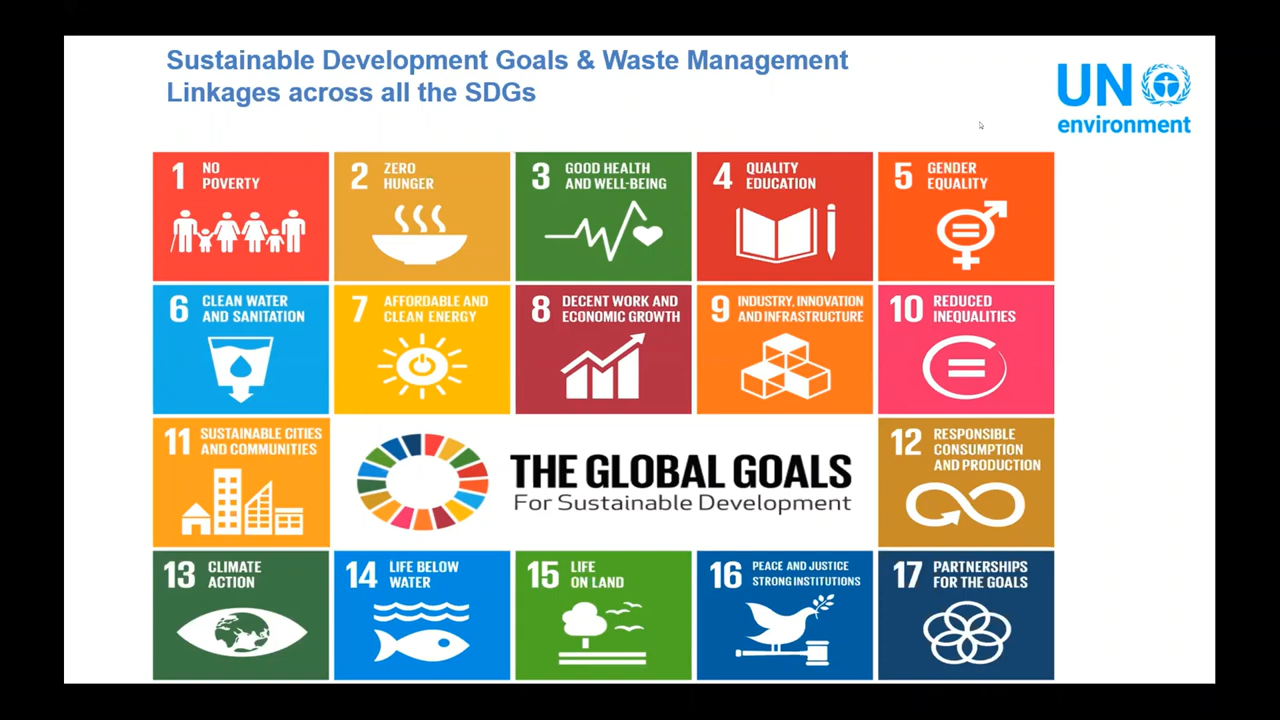 Sustainable Development Goals & Waste Management
Linkages across all the SDGs
UN
environment
1 NO
POVERTY
2 ZERO
HUNGER
3 GOOD HEALTH
AND WELL-BEING
4 QUALITY
EDUCATION
5 GENDER
EQUALITY
6 CLEAN WATER
AND SANITATION
7 AFFORDABLE AND
CLEAN ENERGY
8 DECENT WORK AND
ECONOMIC GROWTH
9 INDUSTRY, INNOVATION
AND INFRASTRUCTURE
10 REDUCED
INEQUALITIES
11 SUSTAINABLE CITIES
AND COMMUNITIES
THE GLOBAL GOALS
For Sustainable Development
12 RESPONSIBLE
CONSUMPTION
AND PRODUCTION
13 CLIMATE
ACTION
14 LIFE BELOW
WATER
15 LIFE
ON LAND
16 PEACE AND JUSTICE
STRONG INSTITUTIONS
17 PARTNERSHIPS
FOR THE GOALS